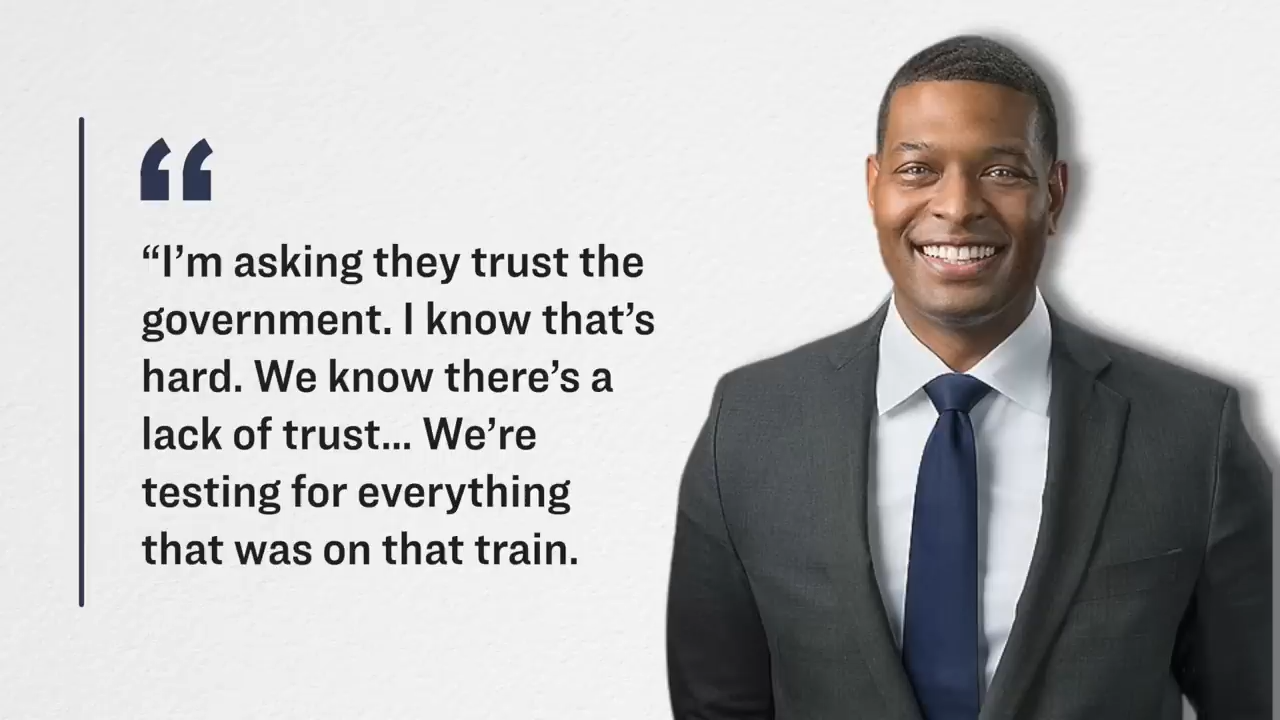 “I’m asking they trust the
government. I know that’s
hard. We know there’s a
lack of trust... We’re
testing for everything
that was on that train.